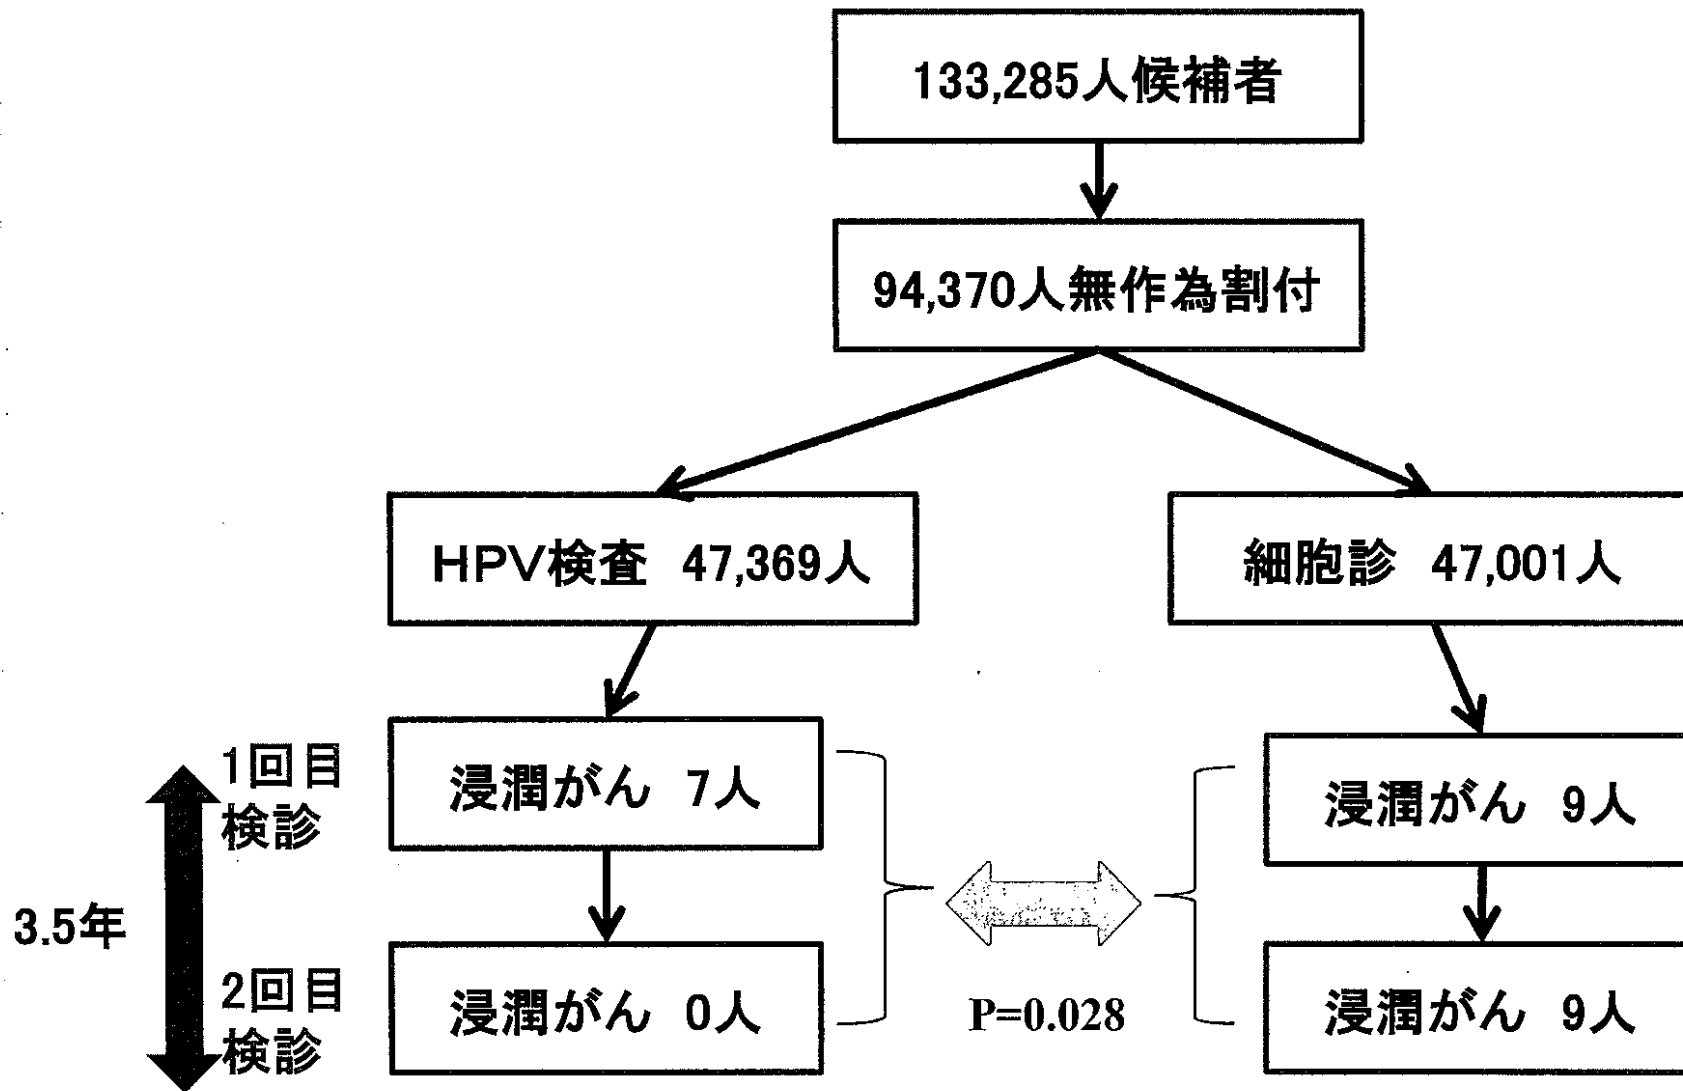 133,285人候補者
94,370人無作為割付
HPV検査 47,369人
細胞診 47,001人
1回目
検診
浸潤がん 7人
浸潤がん 9人
3.5年
2回目
検診
浸潤がん 0人
P=0.028
浸潤がん 9人